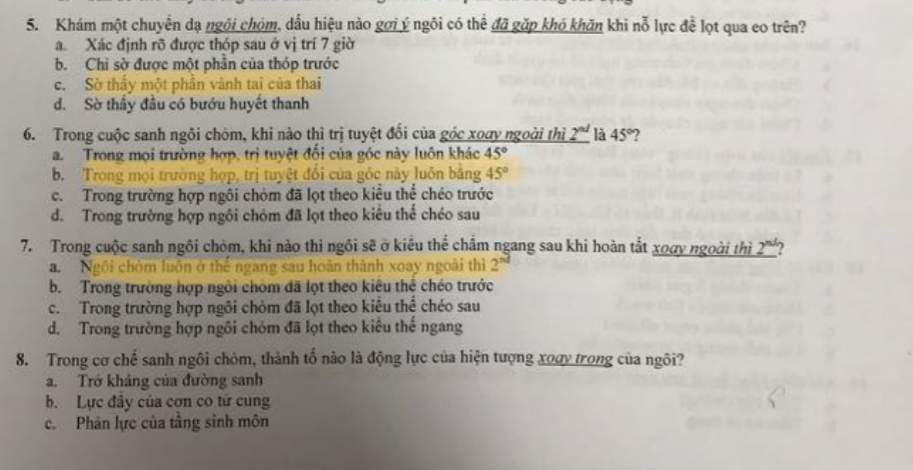 5. Khám một chuyển dạ ngôi chỏm, dấu hiệu nào gợi ý ngôi có thể đã gặp khó khăn khi nỗ lực để lọt qua eo trên?
a. Xác định rõ được thóp sau ở vị trí 7 giờ
b. Chỉ sờ được một phần của thóp trước
c. Sờ thấy một phần vành tai của thai
d. Sờ thấy đầu có bướu huyết thanh
6. Trong cuộc sanh ngôi chỏm, khi nào thì trị tuyệt đối của góc xoay ngoài thì 2nd là 45º?
a. Trong mọi trường hợp, trị tuyệt đối của góc này luôn khác 45º
b. Trong mọi trường hợp, trị tuyệt đối của góc này luôn bằng 45º
c. Trong trường hợp ngôi chỏm đã lọt theo kiểu thế chéo trước
d. Trong trường hợp ngôi chỏm đã lọt theo kiểu thế chéo sau
7. Trong cuộc sanh ngôi chỏm, khi nào thì ngôi sẽ ở kiểu thế chẩm ngang sau khi hoàn tất xoay ngoài thì 2nd?
a. Ngôi chỏm luôn ở thế ngang sau hoàn thành xoay ngoài thì 2nd
b. Trong trường hợp ngôi chỏm đã lọt theo kiểu thế chéo trước
c. Trong trường hợp ngôi chỏm đã lọt theo kiểu thế chéo sau
d. Trong trường hợp ngôi chỏm đã lọt theo kiểu thế ngang
8. Trong cơ chế sanh ngôi chỏm, thành tố nào là động lực của hiện tượng xoay trong của ngôi?
a. Trở kháng của đường sanh
b. Lực đẩy của cơn co tử cung
c. Phản lực của tầng sinh môn